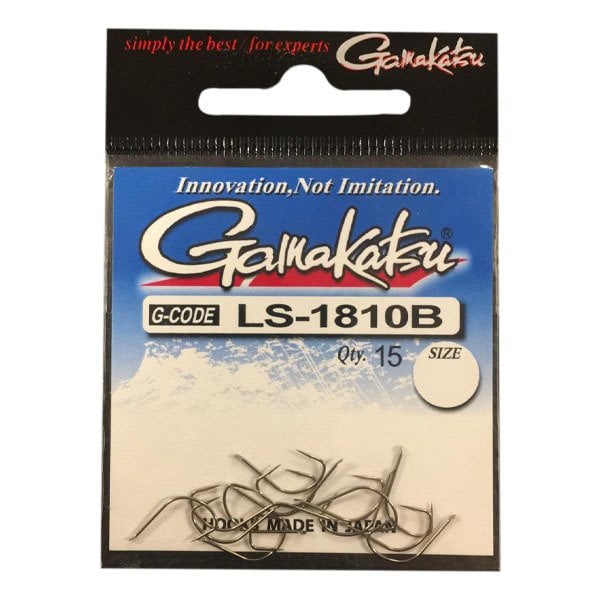 simply the best / for experts
Gamakatsu
Innovation,Not Imitation.
Gamakatsu®
G-CODE LS-1810B
Qty. 15 SIZE
HOOKS MADE IN JAPAN